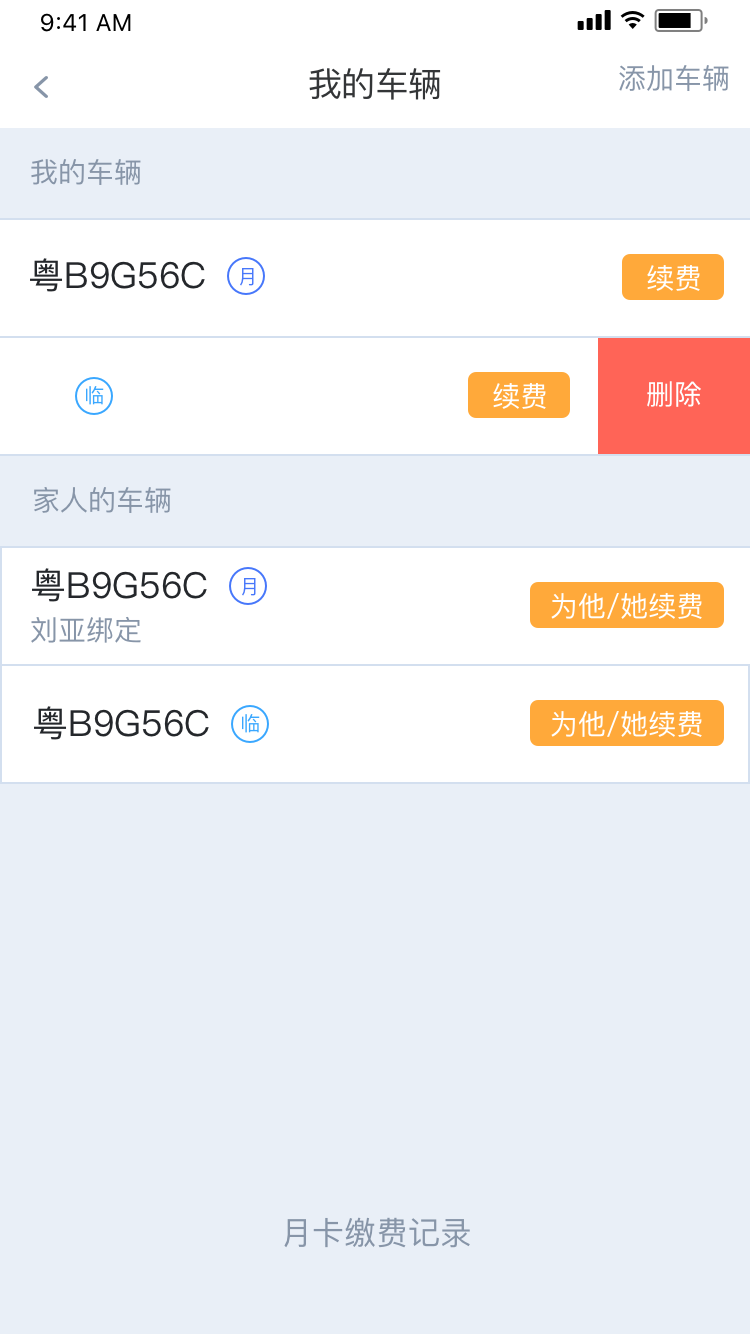 9:41 AM
我的车辆
添加车辆
我的车辆
粤B9G56C 月 续费
临 续费 删除
家人的车辆
粤B9G56C 月
刘亚绑定
为他/她续费
粤B9G56C 临 为他/她续费
月卡缴费记录